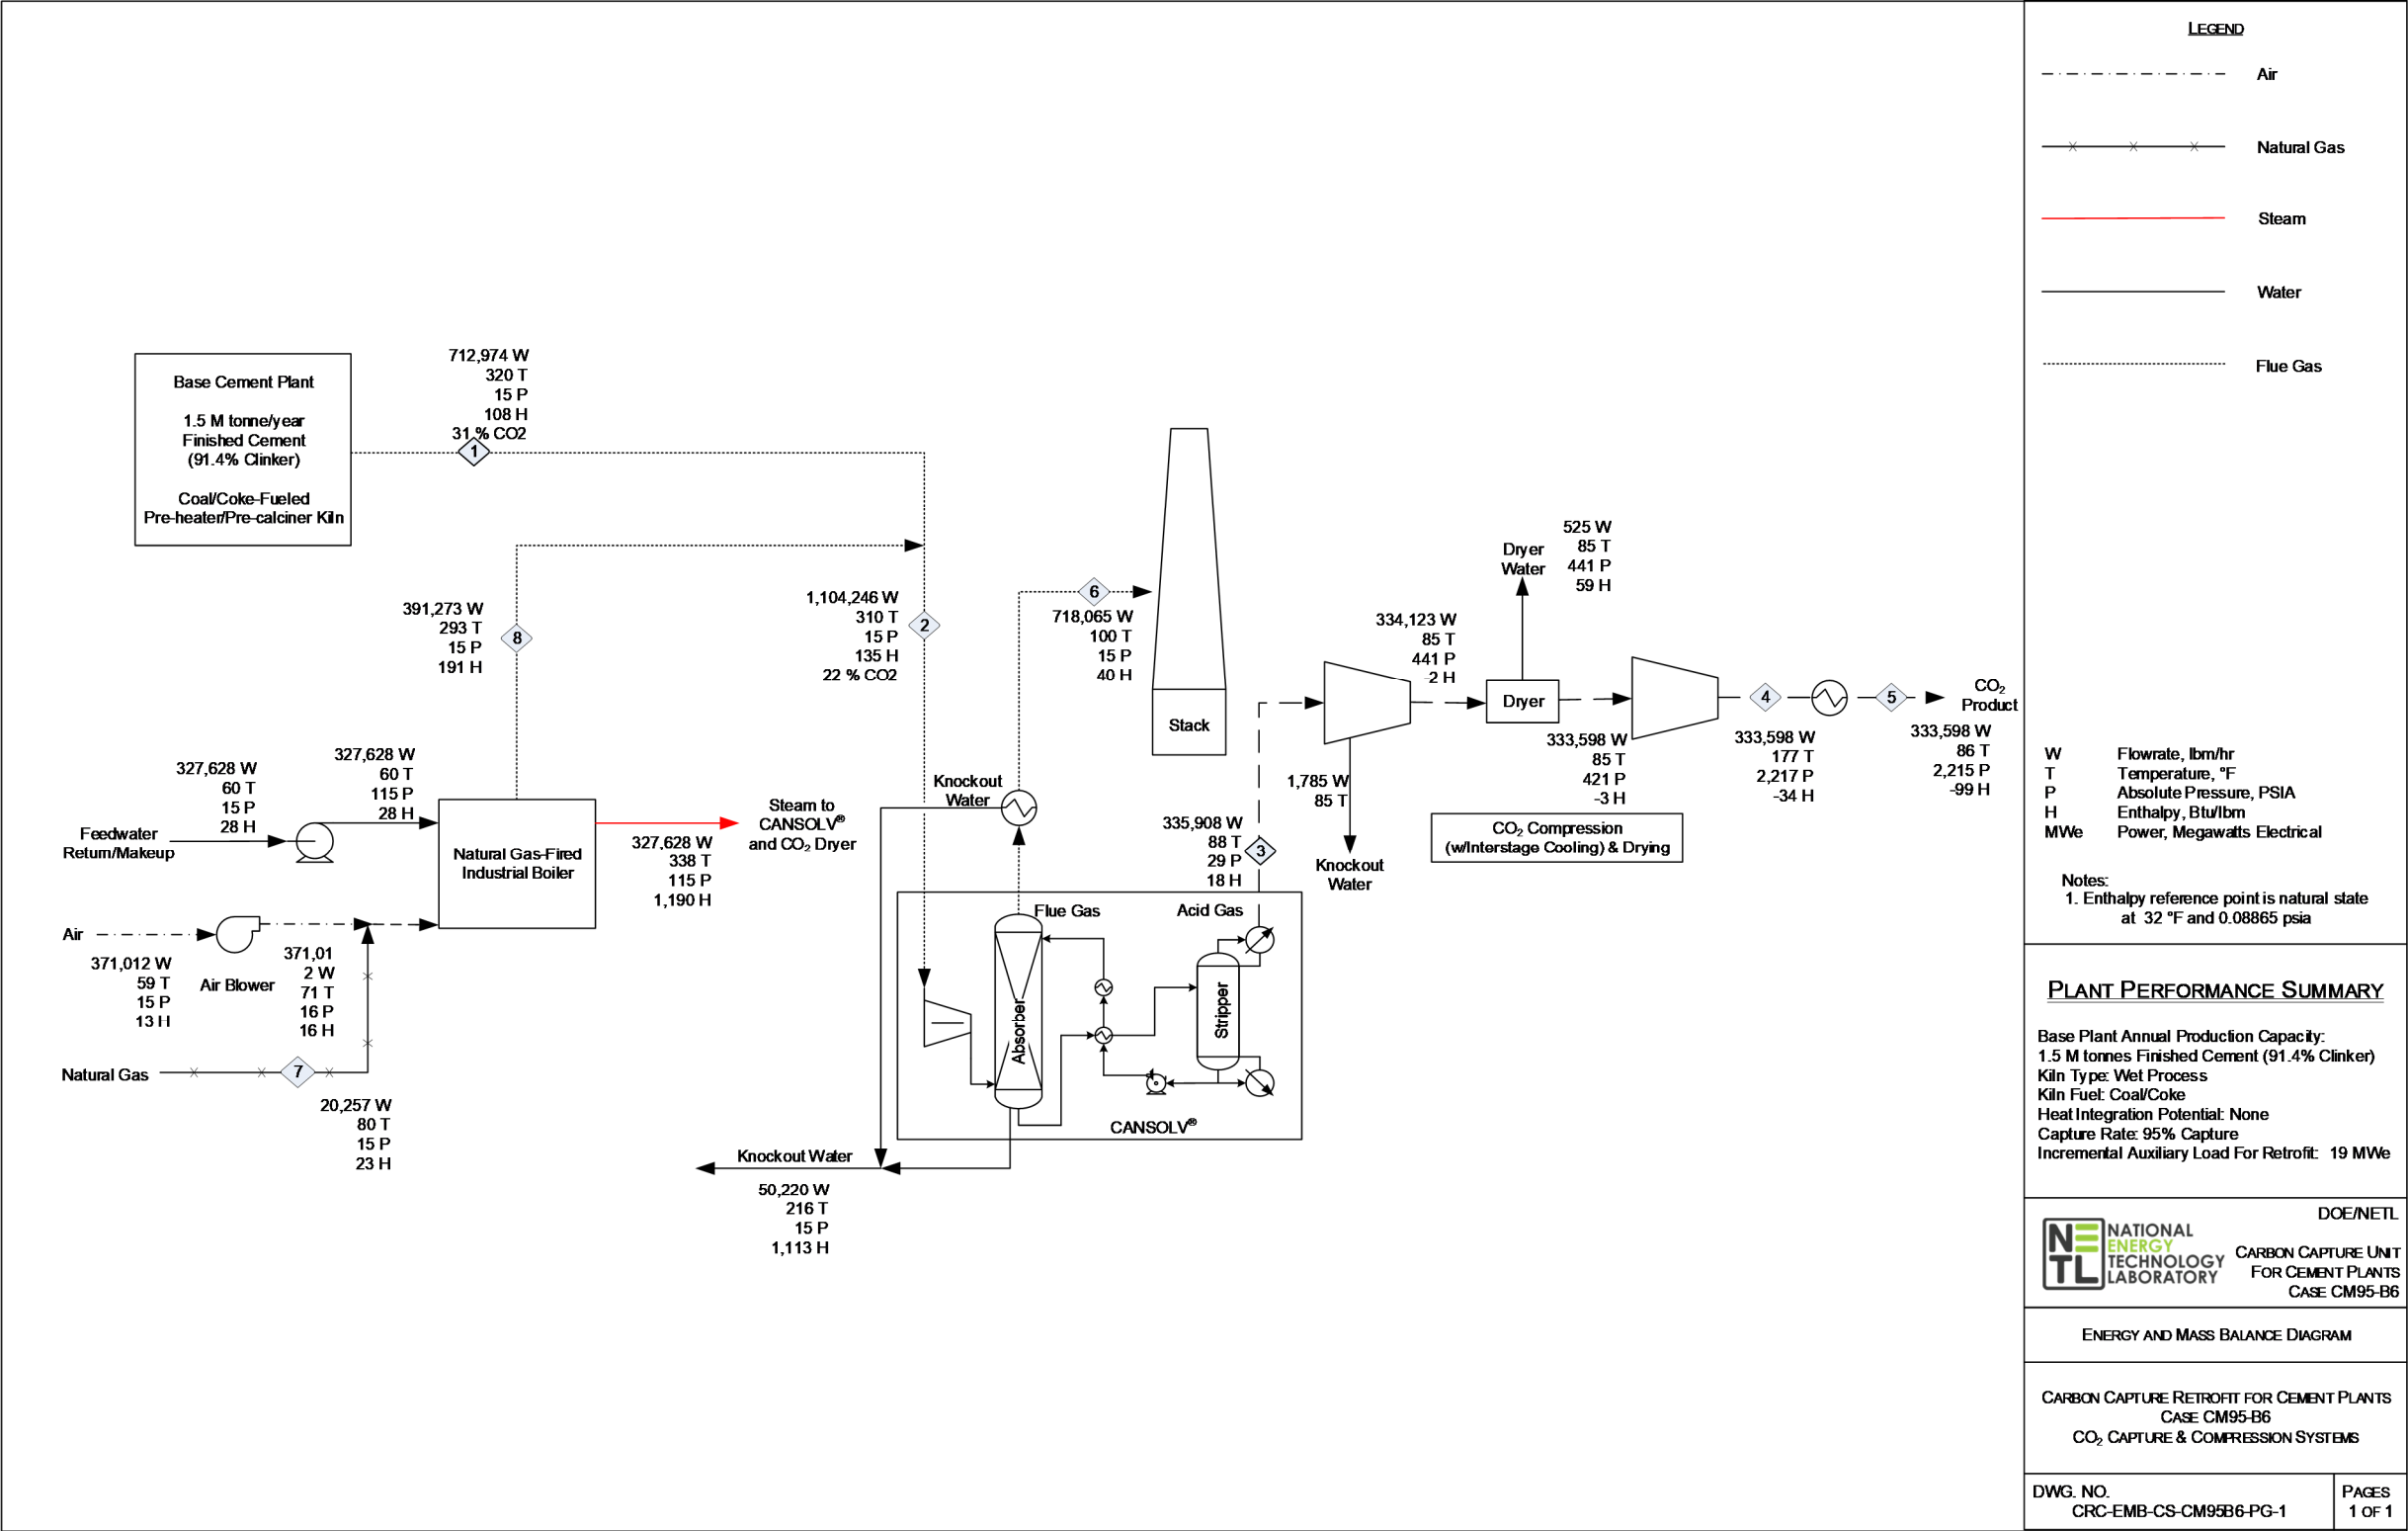 Base Cement Plant
1.5 M tonne/year
Finished Cement
(91.4% Clinker)
Coal/Coke-Fueled
Pre-heater/Pre-calciner Kiln
712,974 W
320 T
15 P
108 H
31 % CO2
1
391,273 W
293 T
15 P
191 H
8
1,104,246 W
310 T
15 P
135 H
22 % CO2
2
6
718,065 W
100 T
15 P
40 H
Stack
Feedwater
Return/Makeup
327,628 W
60 T
15 P
28 H
327,628 W
60 T
115 P
28 H
Natural Gas-Fired
Industrial Boiler
327,628 W
338 T
115 P
1,190 H
Steam to
CANSOLV®
and CO₂ Dryer
Air
371,012 W
59 T
15 P
13 H
Air Blower
371,01
2 W
71 T
16 P
16 H
Natural Gas
7
20,257 W
80 T
15 P
23 H
Knockout
Water
Flue Gas
Acid Gas
Absorber
Stripper
CANSOLV®
Knockout Water
50,220 W
216 T
15 P
1,113 H
335,908 W
88 T
29 P
18 H
3
1,785 W
85 T
Knockout
Water
334,123 W
85 T
441 P
-2 H
Dryer
Water
525 W
85 T
441 P
59 H
Dryer
333,598 W
85 T
421 P
-3 H
CO₂ Compression
(w/Interstage Cooling) & Drying
4
333,598 W
177 T
2,217 P
-34 H
5
333,598 W
86 T
2,215 P
-99 H
CO₂
Product
LEGEND
Air
Natural Gas
Steam
Water
Flue Gas
W Flowrate, lbm/hr
T Temperature, °F
P Absolute Pressure, PSIA
H Enthalpy, Btu/lbm
MWe Power, Megawatts Electrical
Notes:
1. Enthalpy reference point is natural state
at 32 °F and 0.08865 psia
PLANT PERFORMANCE SUMMARY
Base Plant Annual Production Capacity:
1.5 M tonnes Finished Cement (91.4% Clinker)
Kiln Type: Wet Process
Kiln Fuel: Coal/Coke
Heat Integration Potential: None
Capture Rate: 95% Capture
Incremental Auxiliary Load For Retrofit: 19 MWe
NE
TL
NATIONAL
ENERGY
TECHNOLOGY
LABORATORY
DOE/NETL
CARBON CAPTURE UNIT
FOR CEMENT PLANTS
CASE CM95-B6
ENERGY AND MASS BALANCE DIAGRAM
CARBON CAPTURE RETROFIT FOR CEMENT PLANTS
CASE CM95-B6
CO₂ CAPTURE & COMPRESSION SYSTEMS
DWG. NO.
CRC-EMB-CS-CM95B6-PG-1
PAGES
1 OF 1